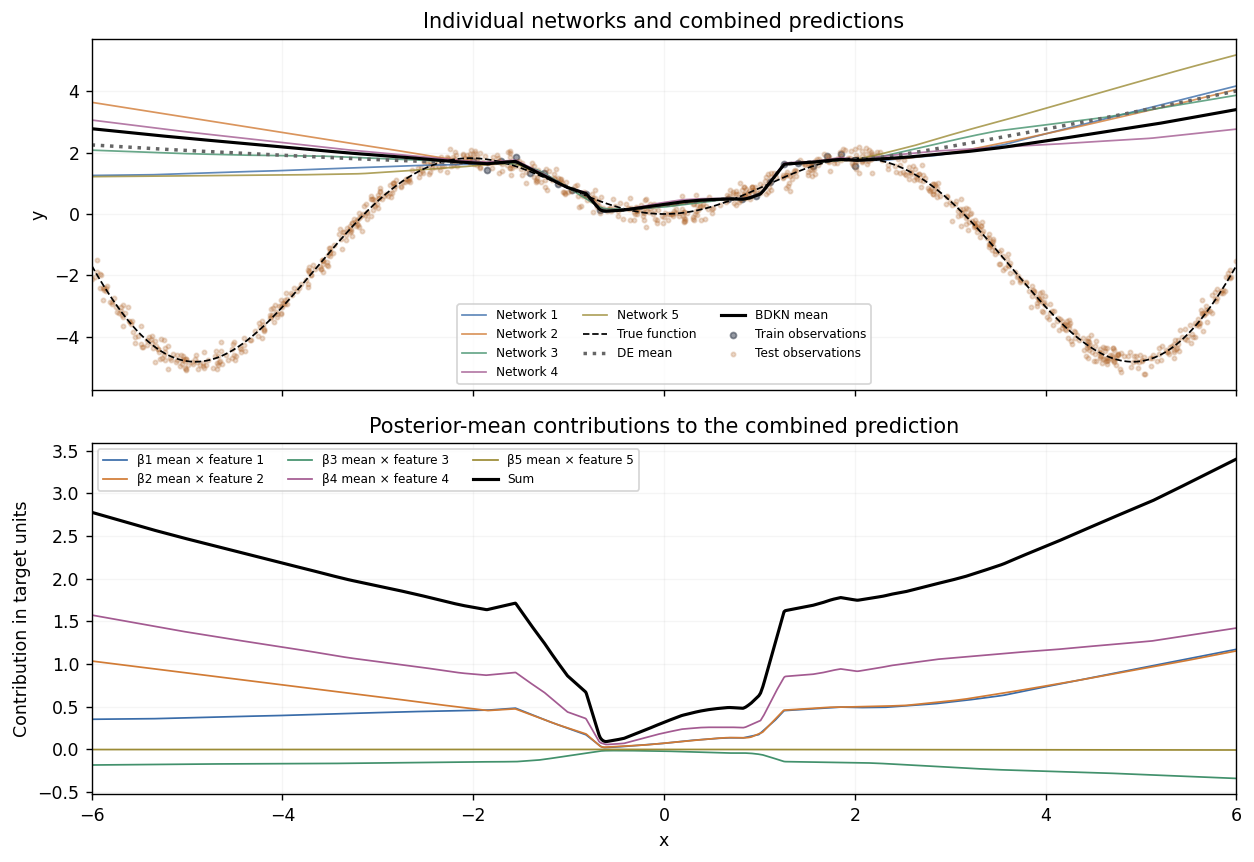 Individual networks and combined predictions
4
2
0
−2
−4
y
Network 1
Network 2
Network 3
Network 4
Network 5
True function
DE mean
BDKN mean
Train observations
Test observations
Posterior-mean contributions to the combined prediction
3.5
3.0
2.5
2.0
1.5
1.0
0.5
0.0
−0.5
Contribution in target units
β1 mean × feature 1
β2 mean × feature 2
β3 mean × feature 3
β4 mean × feature 4
β5 mean × feature 5
Sum
−6
−4
−2
0
2
4
6
x